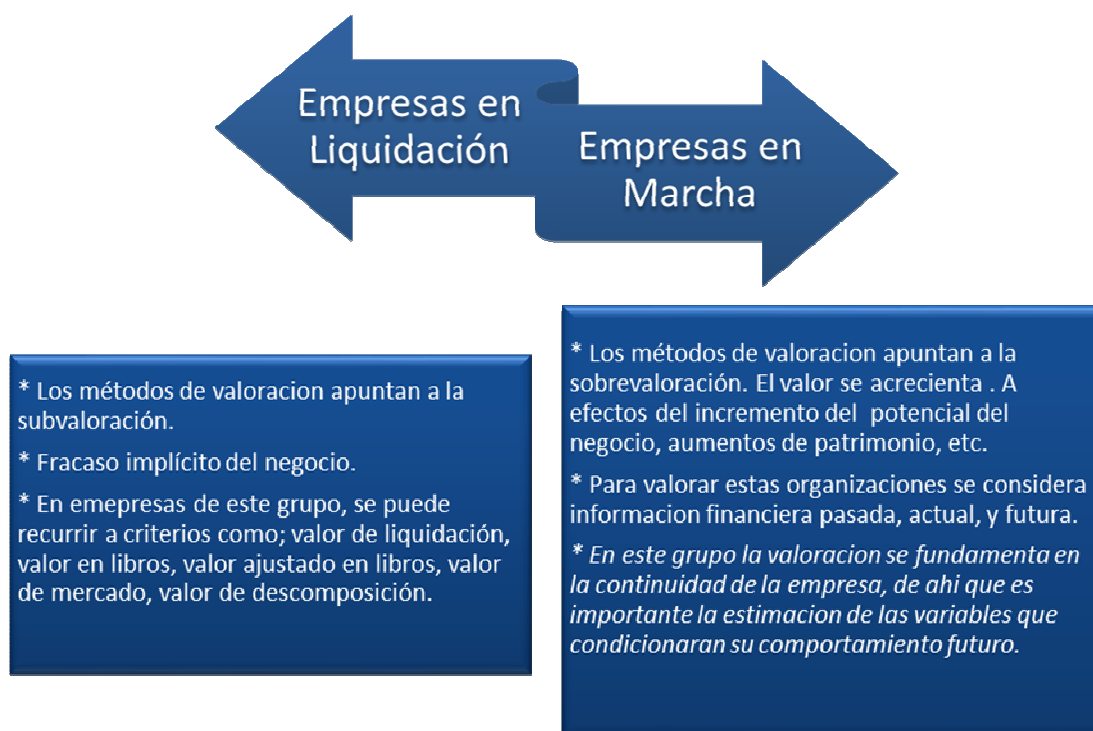 Empresas en
Liquidación
Empresas en
Marcha
* Los métodos de valoracion apuntan a la
subvaloración.
* Fracaso implícito del negocio.
* En emepresas de este grupo, se puede
recurrir a criterios como; valor de liquidación,
valor en libros, valor ajustado en libros, valor
de mercado, valor de descomposición.
* Los métodos de valoracion apuntan a la
sobrevaloración. El valor se acrecienta . A
efectos del incremento del  potencial del
negocio, aumentos de patrimonio, etc.
* Para valorar estas organizaciones se considera
informacion financiera pasada, actual, y futura.
* En este grupo la valoracion se fundamenta en
la continuidad de la empresa, de ahi que es
importante la estimacion de las variables que
condicionaran su comportamiento futuro.